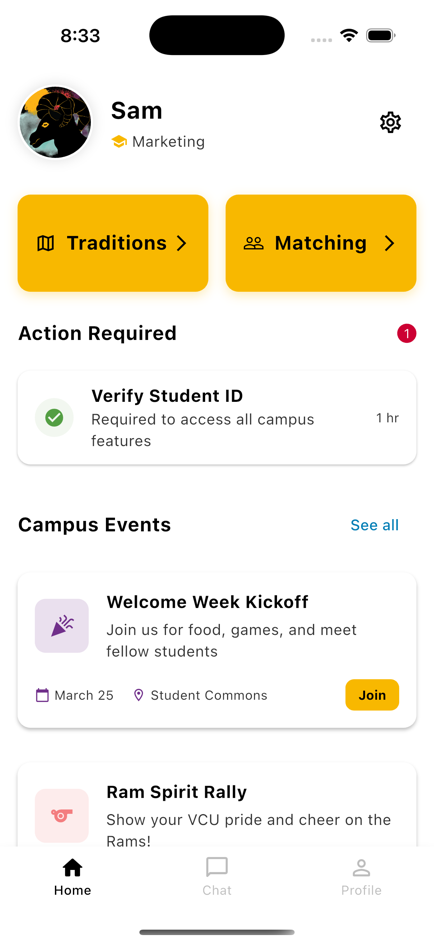 8:33
Sam
Marketing
Traditions
Matching
Action Required
1
Verify Student ID
Required to access all campus
features
1 hr
Campus Events
See all
Welcome Week Kickoff
Join us for food, games, and meet
fellow students
March 25
Student Commons
Join
Ram Spirit Rally
Show your VCU pride and cheer on the
Rams!
Home
Chat
Profile